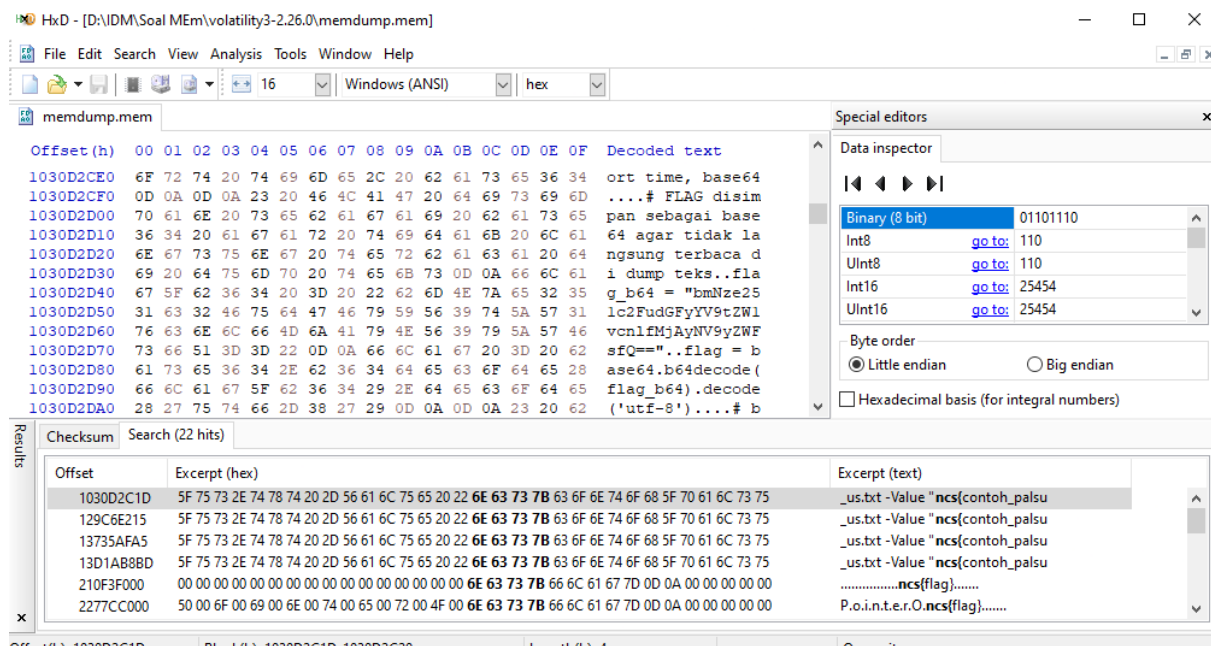 HxD - [D:\IDM\Soal MEm\volatility3-2.26.0\memdump.mem]
File Edit Search View Analysis Tools Window Help
16 Windows (ANSI) hex
memdump.mem
Offset(h) 00 01 02 03 04 05 06 07 08 09 0A 0B 0C 0D 0E 0F Decoded text
1030D2CE0 6F 72 74 20 74 69 6D 65 2C 20 62 61 73 65 36 34 ort time, base64
1030D2CF0 0D 0A 0D 0A 23 20 46 4C 41 47 20 64 69 73 69 6D ....# FLAG disim
1030D2D00 70 61 6E 20 73 65 62 61 67 61 69 20 62 61 73 65 pan sebagai base
1030D2D10 36 34 20 61 67 61 72 20 74 69 64 61 6B 20 6C 61 64 agar tidak la
1030D2D20 6E 67 73 75 6E 67 20 74 65 72 62 61 63 61 20 64 ngsung terbaca d
1030D2D30 69 20 64 75 6D 70 20 74 65 6B 73 0D 0A 66 6C 61 i dump teks..fla
1030D2D40 67 5F 62 36 34 20 3D 20 22 62 6D 4E 7A 65 32 35 g_b64 = "bmNze25
1030D2D50 31 63 32 46 75 64 47 46 79 59 56 39 74 5A 57 31 1c2FudGFyYV9tZW1
1030D2D60 76 63 6E 6C 66 4D 6A 41 79 4E 56 39 79 5A 57 46 vcnlfMjAyNV9yZWF
1030D2D70 73 66 51 3D 3D 22 0D 0A 66 6C 61 67 20 3D 20 62 sfQ=="..flag = b
1030D2D80 61 73 65 36 34 2E 62 36 34 64 65 63 6F 64 65 28 ase64.b64decode(
1030D2D90 66 6C 61 67 5F 62 36 34 29 2E 64 65 63 6F 64 65 flag_b64).decode
1030D2DA0 28 27 75 74 66 2D 38 27 29 0D 0A 0D 0A 23 20 62 ('utf-8')....# b
Special editors
Data inspector
Binary (8 bit) 01101110
Int8 go to: 110
UInt8 go to: 110
Int16 go to: 25454
UInt16 go to: 25454
Byte order
Little endian Big endian
Hexadecimal basis (for integral numbers)
Results
Checksum Search (22 hits)
Offset Excerpt (hex) Excerpt (text)
1030D2C1D 5F 75 73 2E 74 78 74 20 2D 56 61 6C 75 65 20 22 6E 63 73 7B 63 6F 6E 74 6F 68 5F 70 61 6C 73 75 _us.txt -Value "ncs{contoh_palsu
129C6E215 5F 75 73 2E 74 78 74 20 2D 56 61 6C 75 65 20 22 6E 63 73 7B 63 6F 6E 74 6F 68 5F 70 61 6C 73 75 _us.txt -Value "ncs{contoh_palsu
13735AFA5 5F 75 73 2E 74 78 74 20 2D 56 61 6C 75 65 20 22 6E 63 73 7B 63 6F 6E 74 6F 68 5F 70 61 6C 73 75 _us.txt -Value "ncs{contoh_palsu
13D1AB8BD 5F 75 73 2E 74 78 74 20 2D 56 61 6C 75 65 20 22 6E 63 73 7B 63 6F 6E 74 6F 68 5F 70 61 6C 73 75 _us.txt -Value "ncs{contoh_palsu
210F3F000 00 00 00 00 00 00 00 00 00 00 00 00 00 00 00 00 6E 63 73 7B 66 6C 61 67 7D 0D 0A 00 00 00 00 00 ................ncs{flag}.......
2277CC000 50 00 6F 00 69 00 6E 00 74 00 65 00 72 00 4F 00 6E 63 73 7B 66 6C 61 67 7D 0D 0A 00 00 00 00 00 P.o.i.n.t.e.r.O.ncs{flag}.......